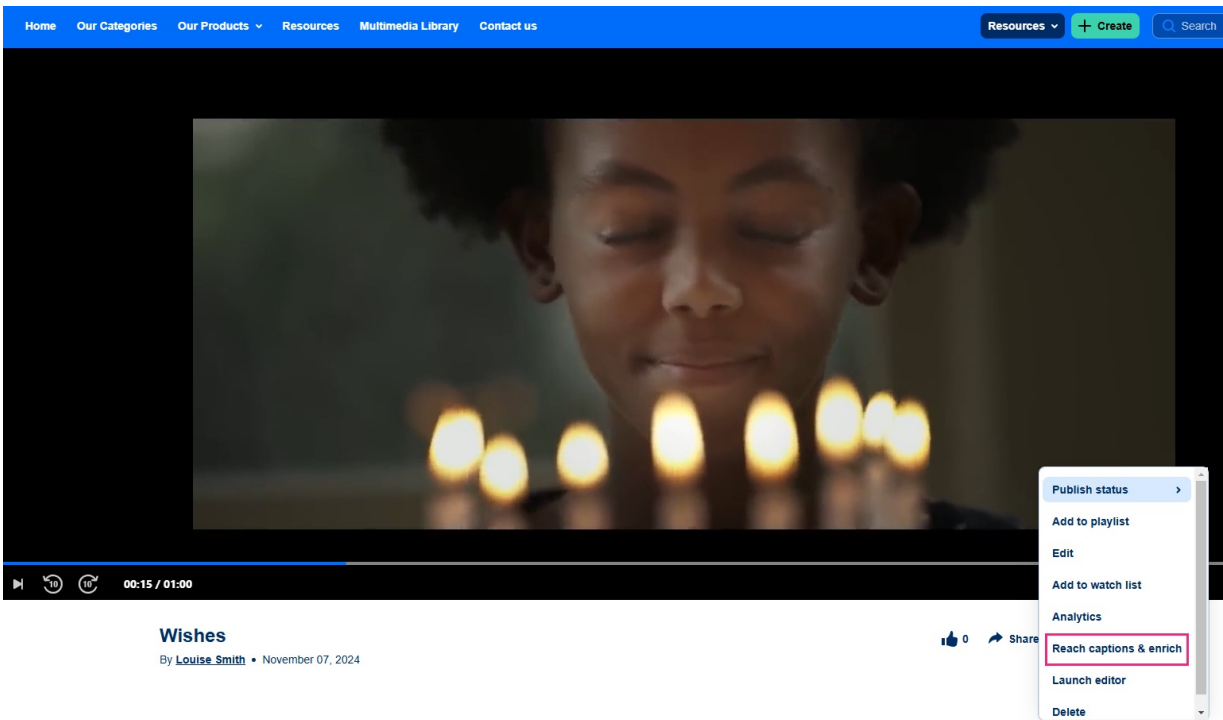 Home Our Categories Our Products Resources Multimedia Library Contact us Resources + Create Search
10 10 00:15 / 01:00
Wishes
By Louise Smith • November 07, 2024
0 Share
Publish status
Add to playlist
Edit
Add to watch list
Analytics
Reach captions & enrich
Launch editor
Delete